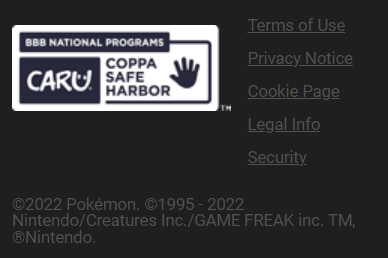 BBB NATIONAL PROGRAMS
CARU
COPPA
SAFE
HARBOR
TM
Terms of Use
Privacy Notice
Cookie Page
Legal Info
Security
©2022 Pokémon. ©1995 - 2022
Nintendo/Creatures Inc./GAME FREAK inc. TM,
®Nintendo.